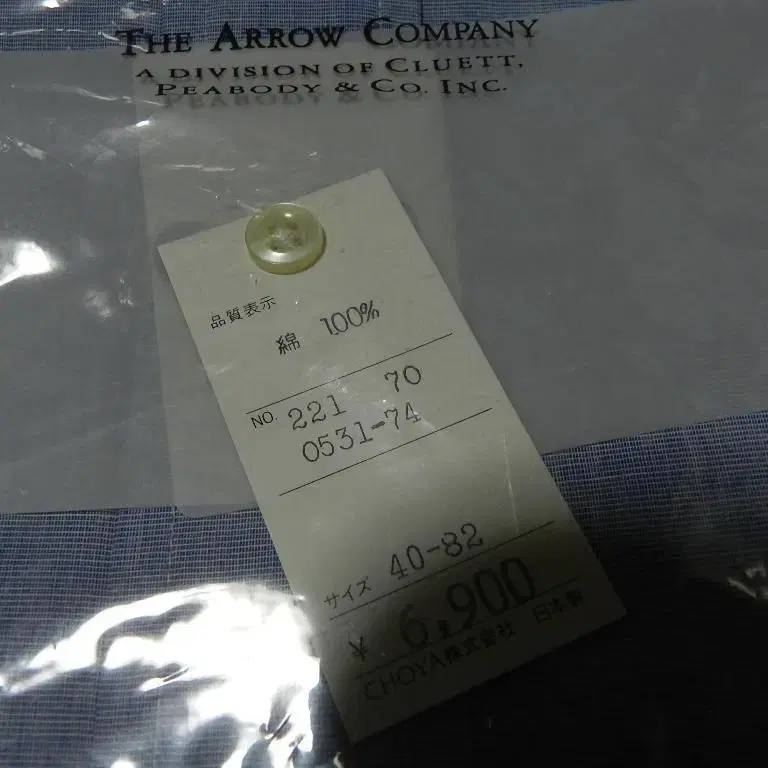 THE ARROW COMPANY
A DIVISION OF CLUETT,
PEABODY & CO. INC.
品質表示
綿 100%
NO. 221 70
0531-74
サイズ 40-82
¥ 6,900
CHOYA株式会社 日本製